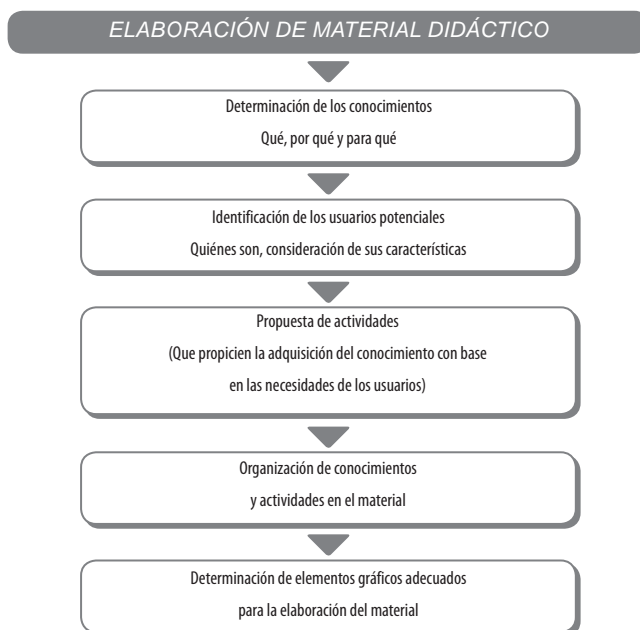 ELABORACIÓN DE MATERIAL DIDÁCTICO
Determinación de los conocimientos
Qué, por qué y para qué
Identificación de los usuarios potenciales
Quiénes son, consideración de sus características
Propuesta de actividades
(Que propicien la adquisición del conocimiento con base
en las necesidades de los usuarios)
Organización de conocimientos
y actividades en el material
Determinación de elementos gráficos adecuados
para la elaboración del material